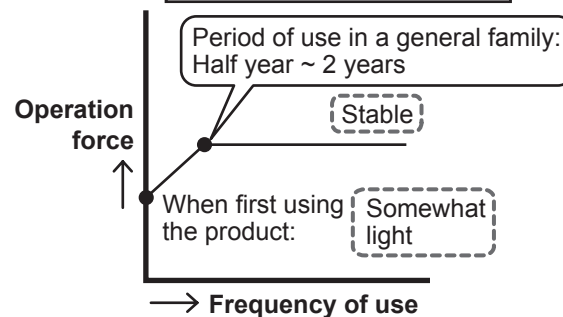 Period of use in a general family:
Half year ~ 2 years
Stable
Operation
force
When first using
the product:
Somewhat
light
Frequency of use